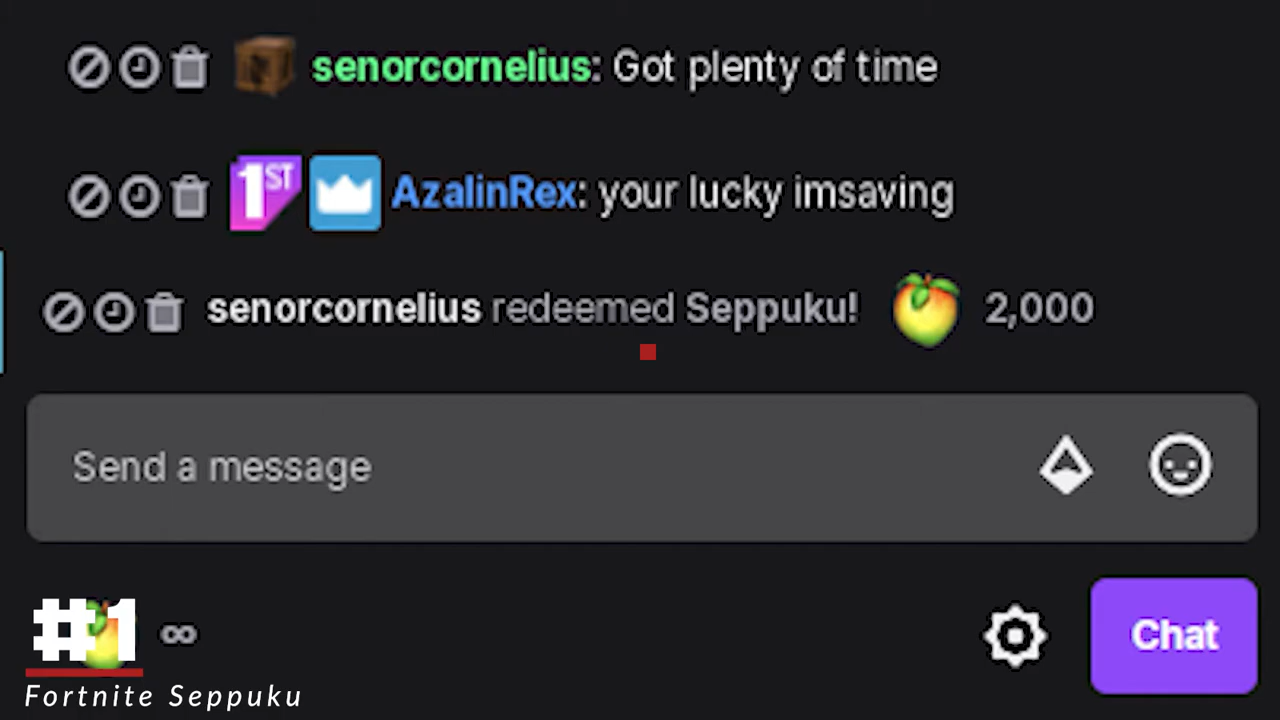 senorcornelius: Got plenty of time
1ST AzalinRex: your lucky imsaving
senorcornelius redeemed Seppuku! 2,000
Send a message
#1 ∞
Chat
Fortnite Seppuku